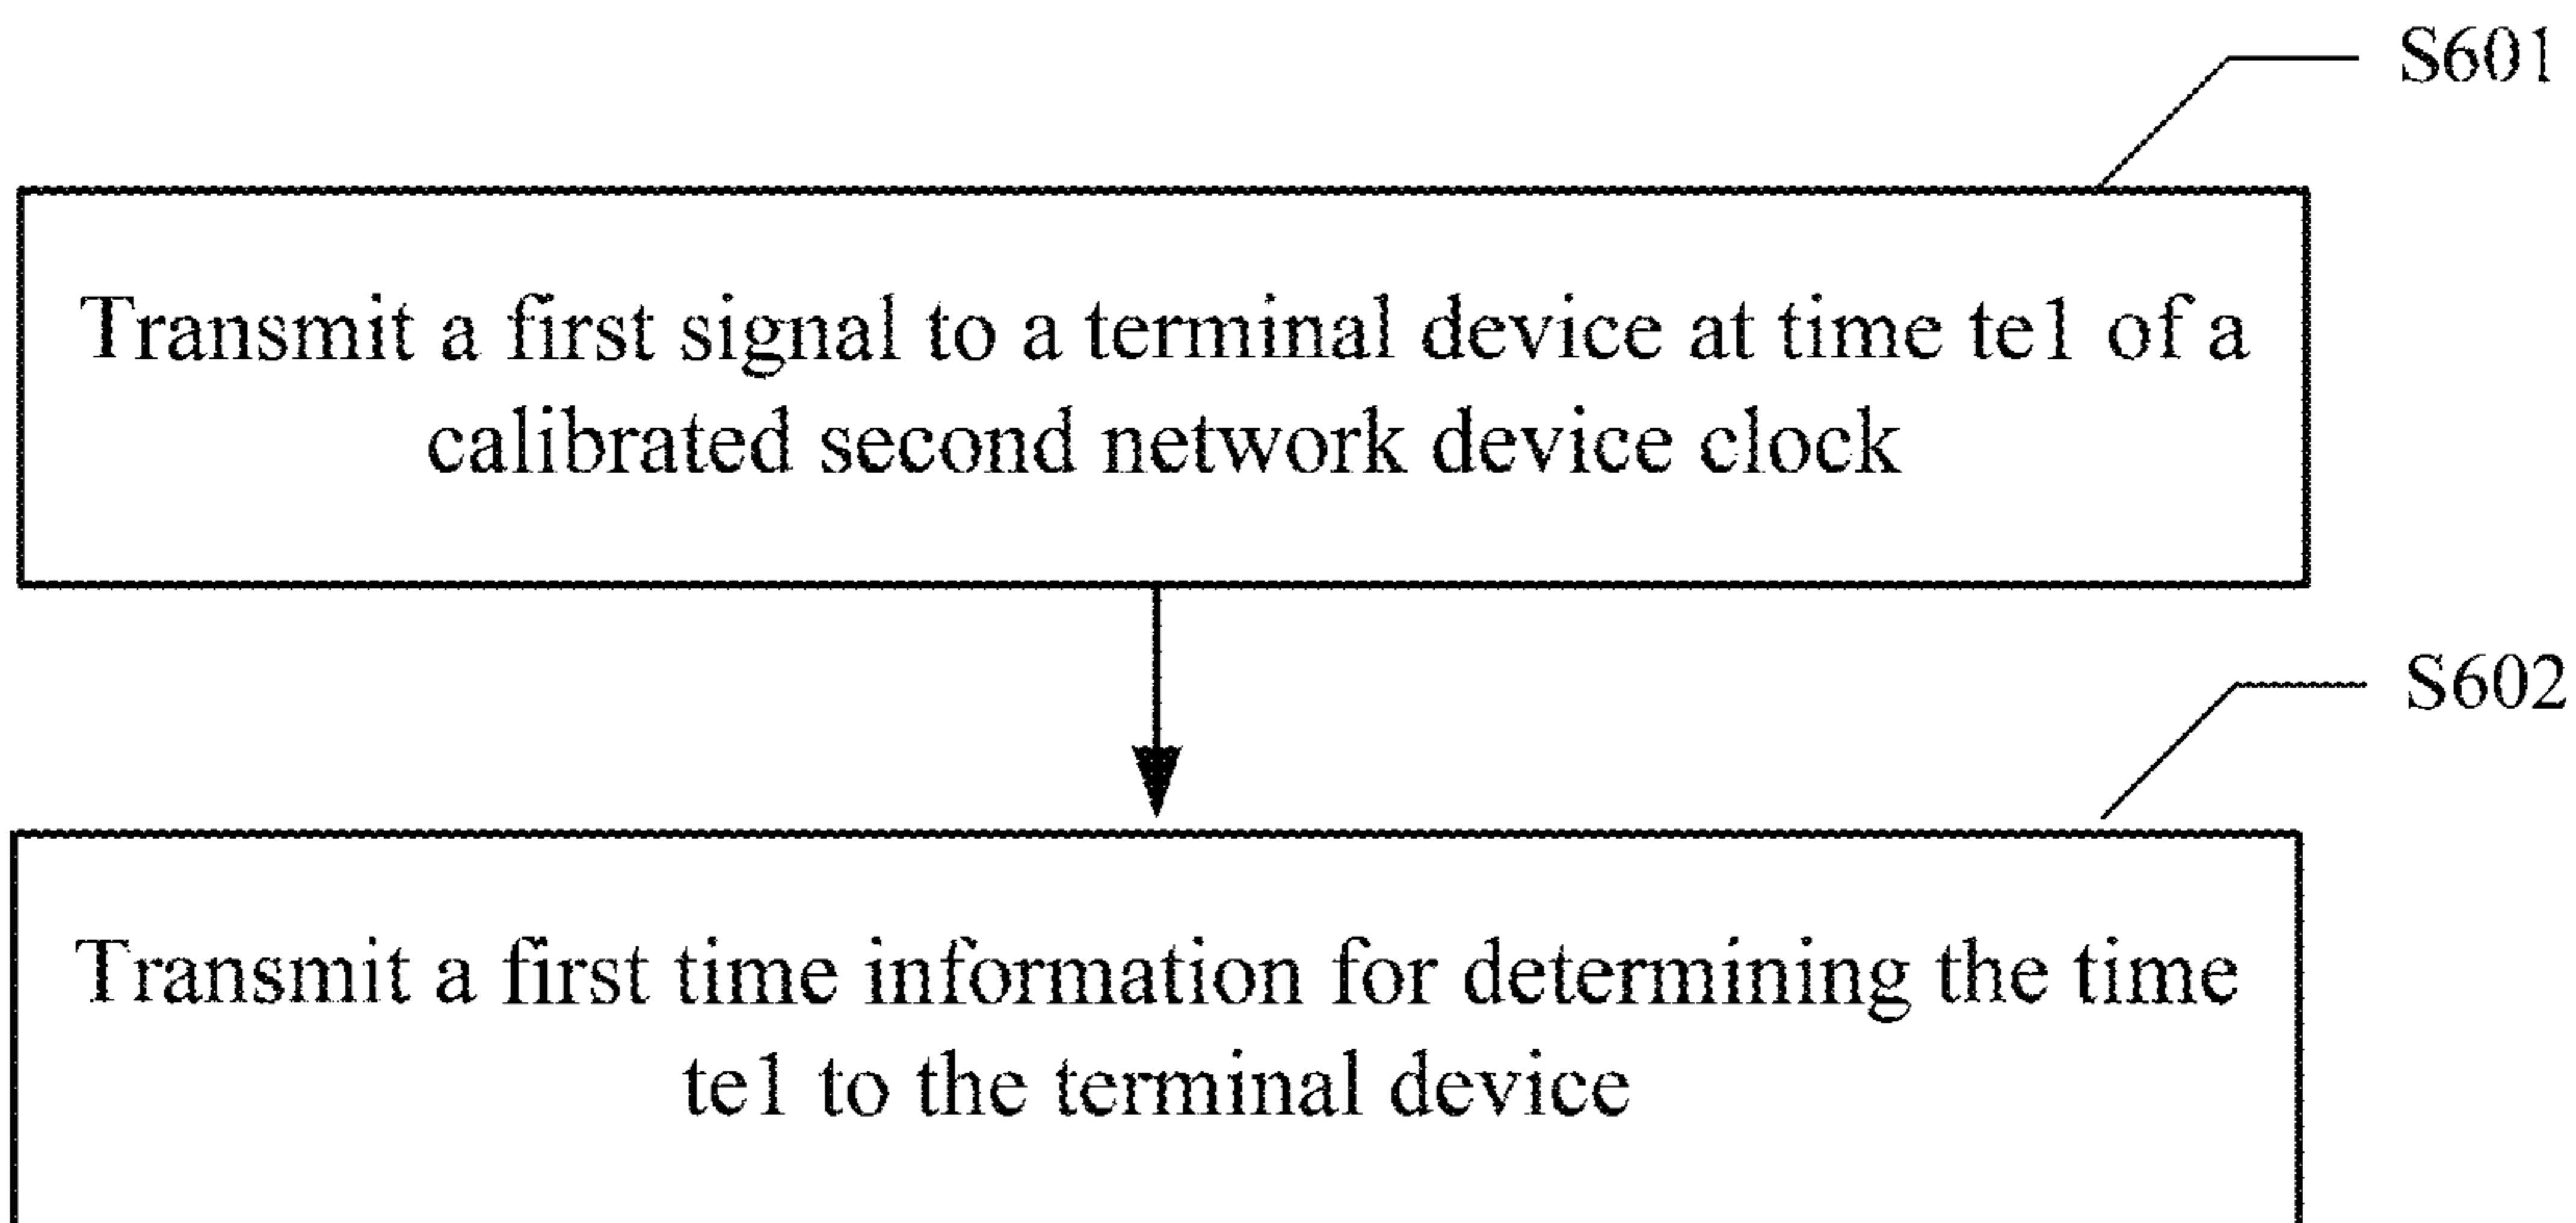 S601
Transmit a first signal to a terminal device at time te1 of a
calibrated second network device clock
S602
Transmit a first time information for determining the time
te1 to the terminal device